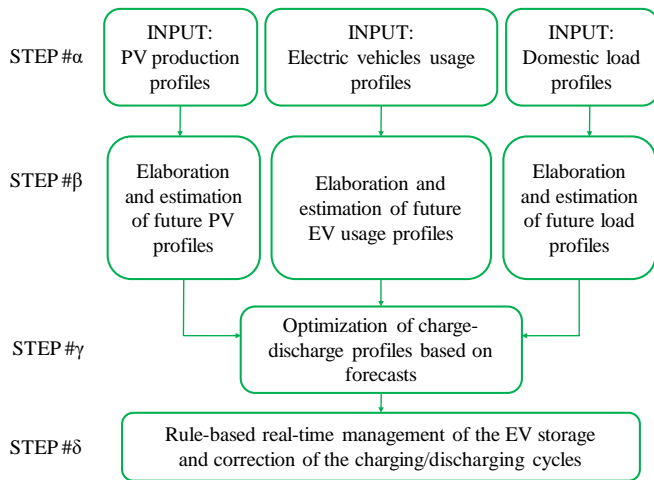 STEP #α
INPUT:
PV production
profiles
INPUT:
Electric vehicles usage
profiles
INPUT:
Domestic load
profiles
STEP #β
Elaboration
and estimation
of future PV
profiles
Elaboration and
estimation of future
EV usage profiles
Elaboration
and estimation
of future load
profiles
STEP #γ
Optimization of charge-
discharge profiles based on
forecasts
STEP #δ
Rule-based real-time management of the EV storage
and correction of the charging/discharging cycles